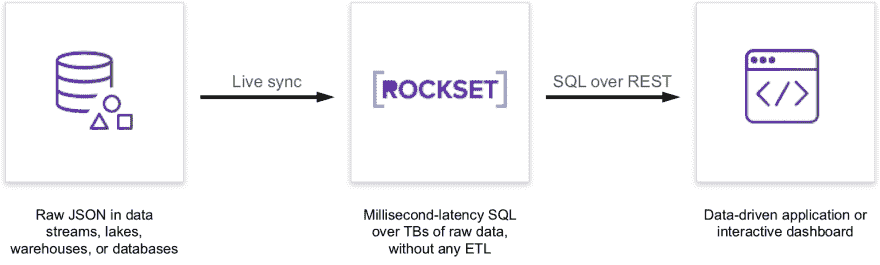 Live sync
[ROCKSET]
SQL over REST
</>
Raw JSON in data
streams, lakes,
warehouses, or databases
Millisecond-latency SQL
over TBs of raw data,
without any ETL
Data-driven application or
interactive dashboard